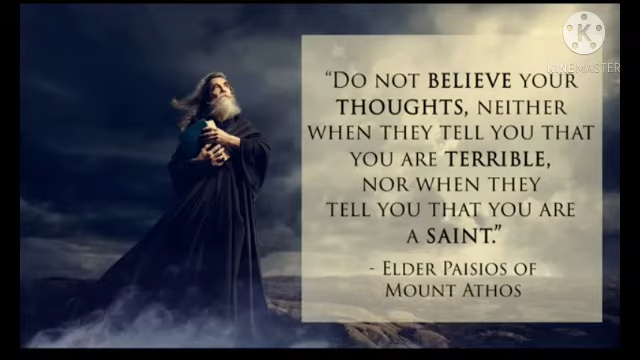 K
KINEMASTER
“DO NOT BELIEVE YOUR
THOUGHTS, NEITHER
WHEN THEY TELL YOU THAT
YOU ARE TERRIBLE,
NOR WHEN THEY
TELL YOU THAT YOU ARE
A SAINT.”
- ELDER PAISIOS OF
MOUNT ATHOS